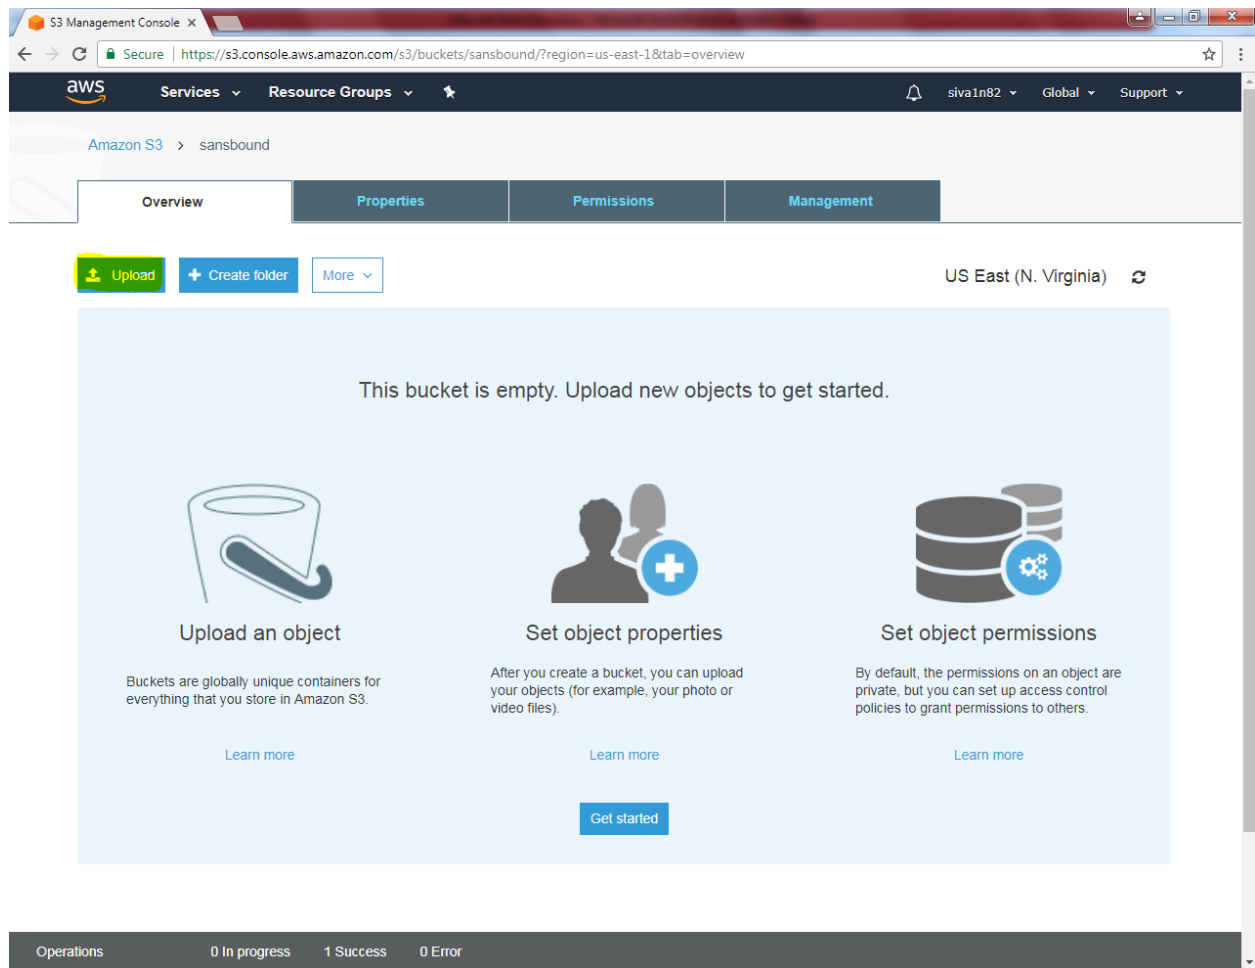 S3 Management Console
Secure | https://s3.console.aws.amazon.com/s3/buckets/sansbound/?region=us-east-1&tab=overview
aws Services Resource Groups siva1n82 Global Support
Amazon S3 > sansbound
Overview Properties Permissions Management
Upload + Create folder More US East (N. Virginia)
This bucket is empty. Upload new objects to get started.
Upload an object
Buckets are globally unique containers for
everything that you store in Amazon S3.
Learn more
Set object properties
After you create a bucket, you can upload
your objects (for example, your photo or
video files).
Learn more
Set object permissions
By default, the permissions on an object are
private, but you can set up access control
policies to grant permissions to others.
Learn more
Get started
Operations 0 In progress 1 Success 0 Error